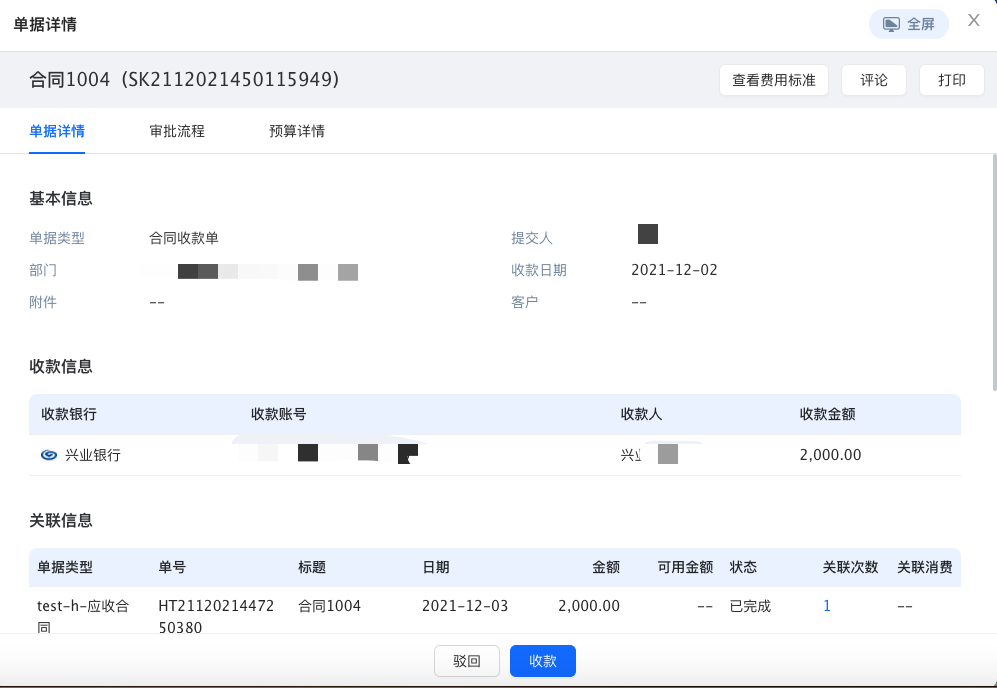 单据详情
全屏
X
合同1004（SK2112021450115949）
查看费用标准 评论 打印
单据详情 审批流程 预算详情
基本信息
单据类型 合同收款单 提交人
部门 收款日期 2021-12-02
附件 -- 客户 --
收款信息
收款银行 收款账号 收款人 收款金额
兴业银行 兴业 2,000.00
关联信息
单据类型 单号 标题 日期 金额 可用金额 状态 关联次数 关联消费
test-h-应收合 HT21120214472 合同1004 2021-12-03 2,000.00 -- 已完成 1 --
同 50380
驳回 收款